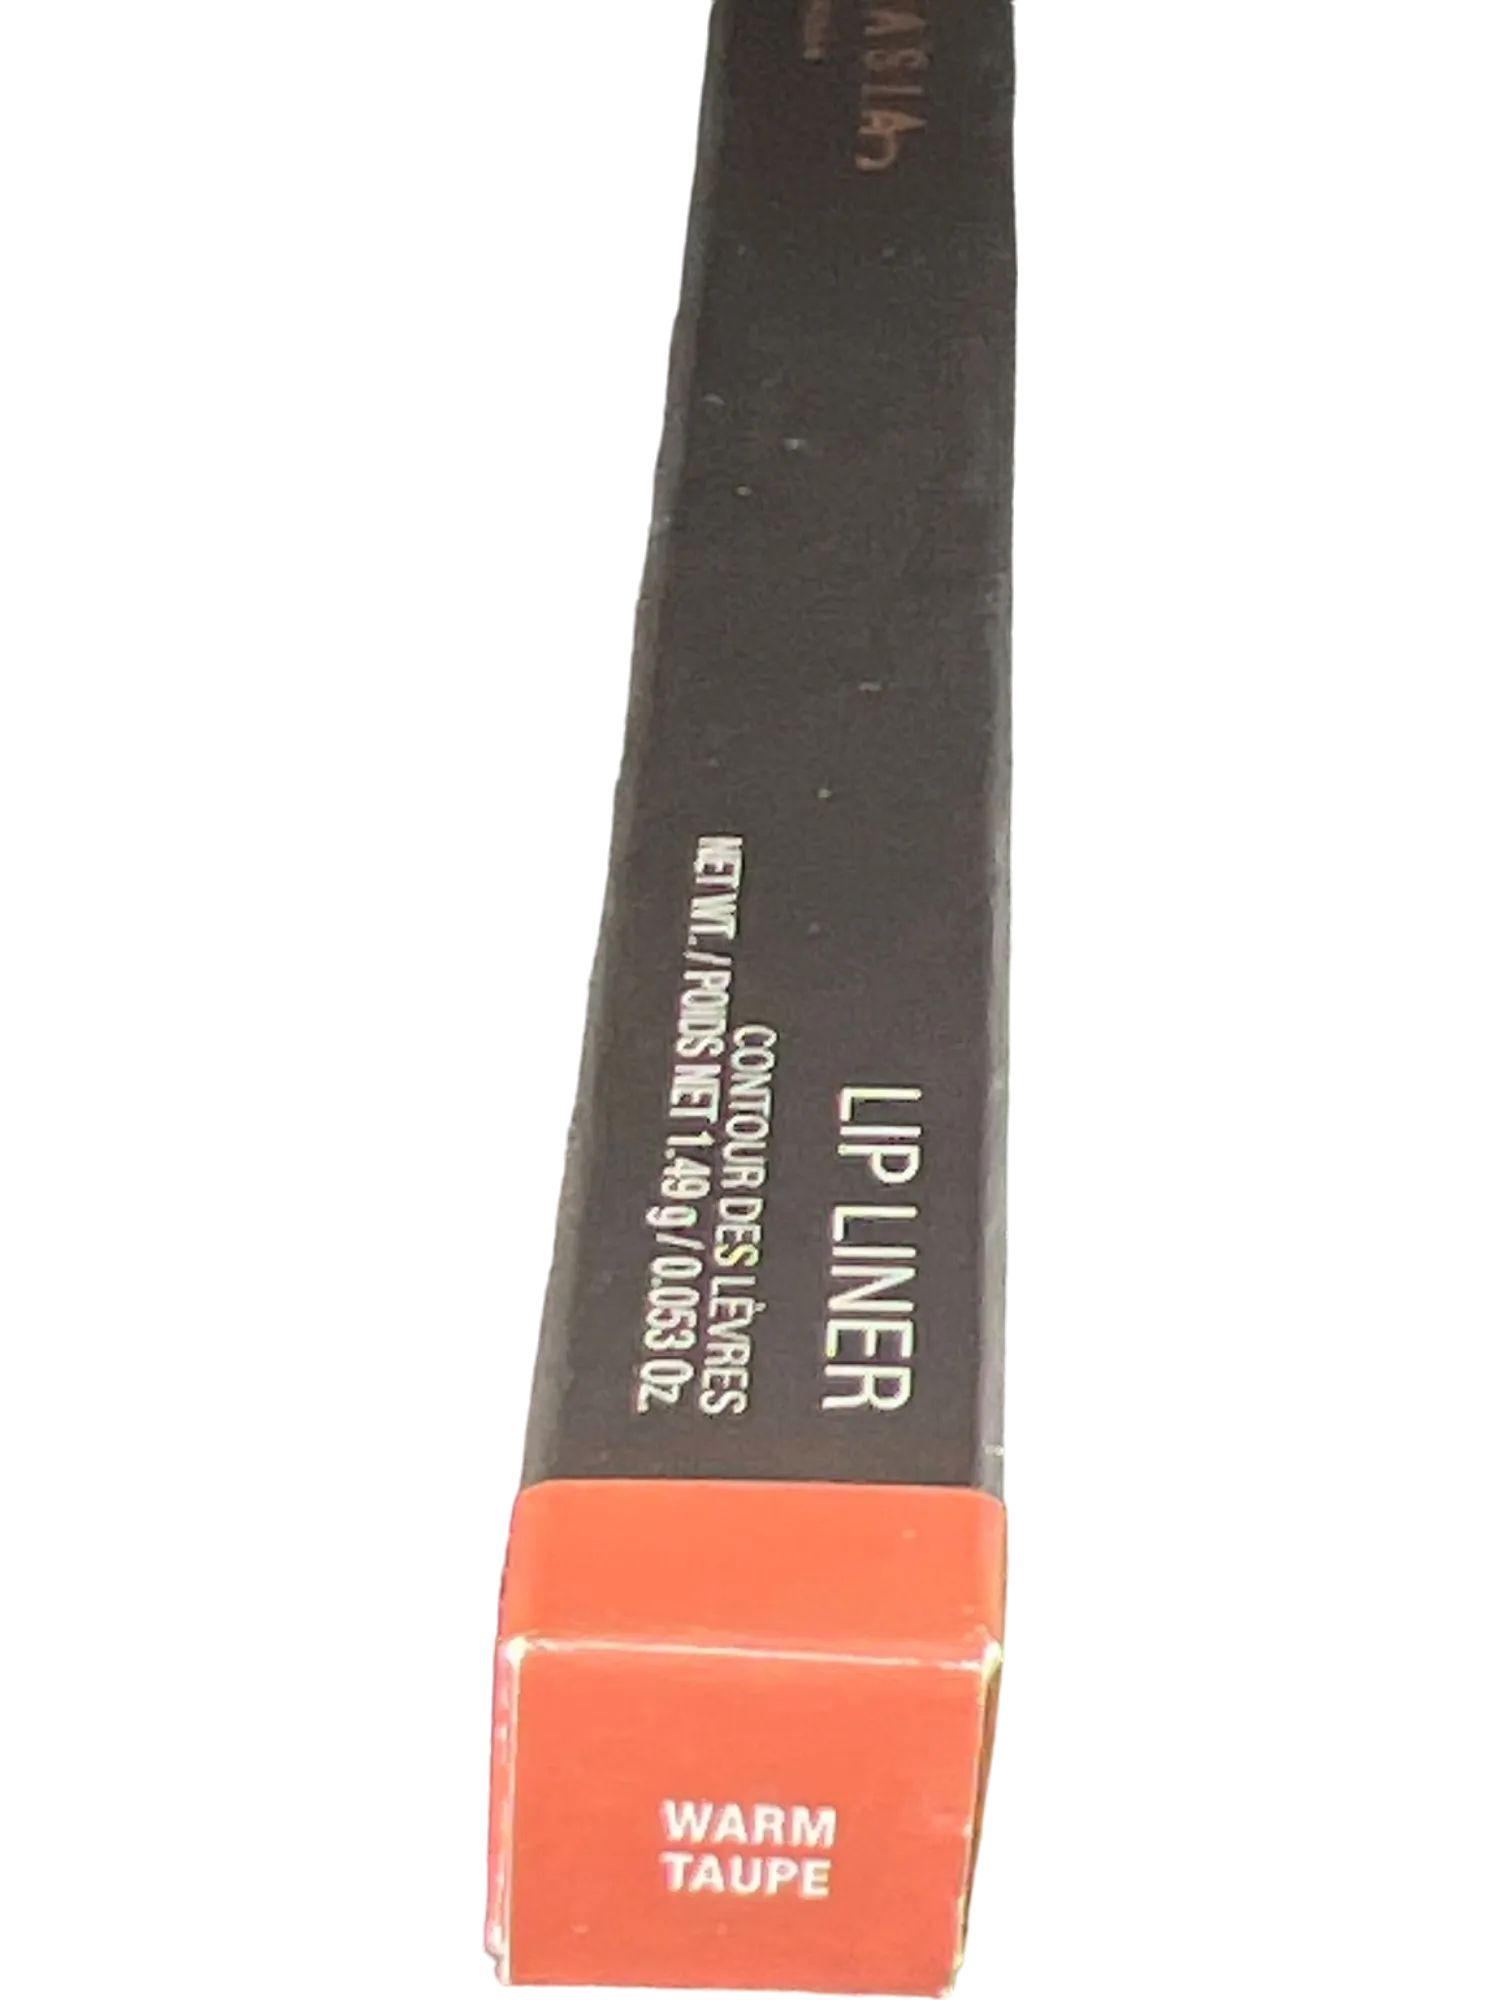 LIP LINER
CONTOUR DES LÈVRES
NET WT. / POIDS NET 1.49 g / 0.053 Oz.
WARM
TAUPE